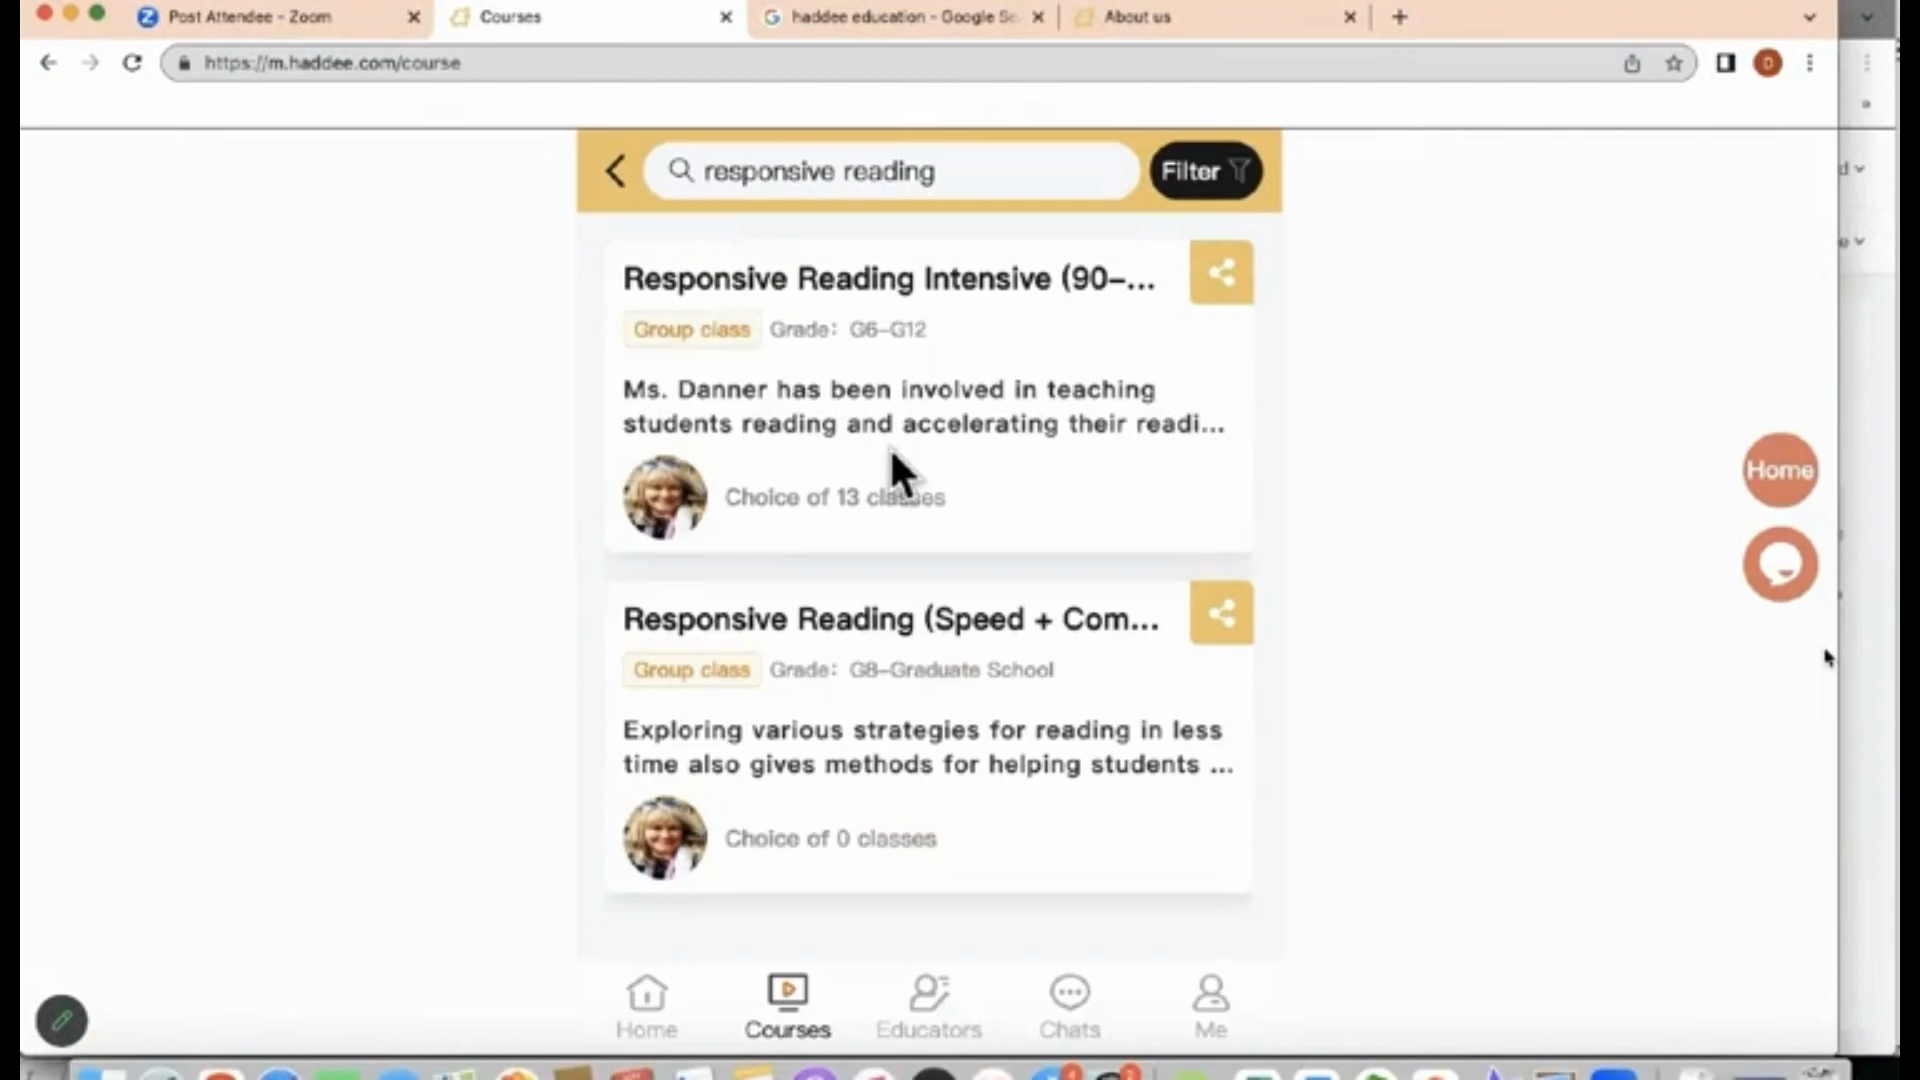 Post Attendee - Zoom
Courses
haddee education - Google Se
About us
https://m.haddee.com/course
responsive reading
Filter
Responsive Reading Intensive (90-...
Group class Grade: G6-G12
Ms. Danner has been involved in teaching
students reading and accelerating their readi...
Choice of 13 classes
Home
Responsive Reading (Speed + Com...
Group class Grade: G8-Graduate School
Exploring various strategies for reading in less
time also gives methods for helping students ...
Choice of 0 classes
Home
Courses
Educators
Chats
Me